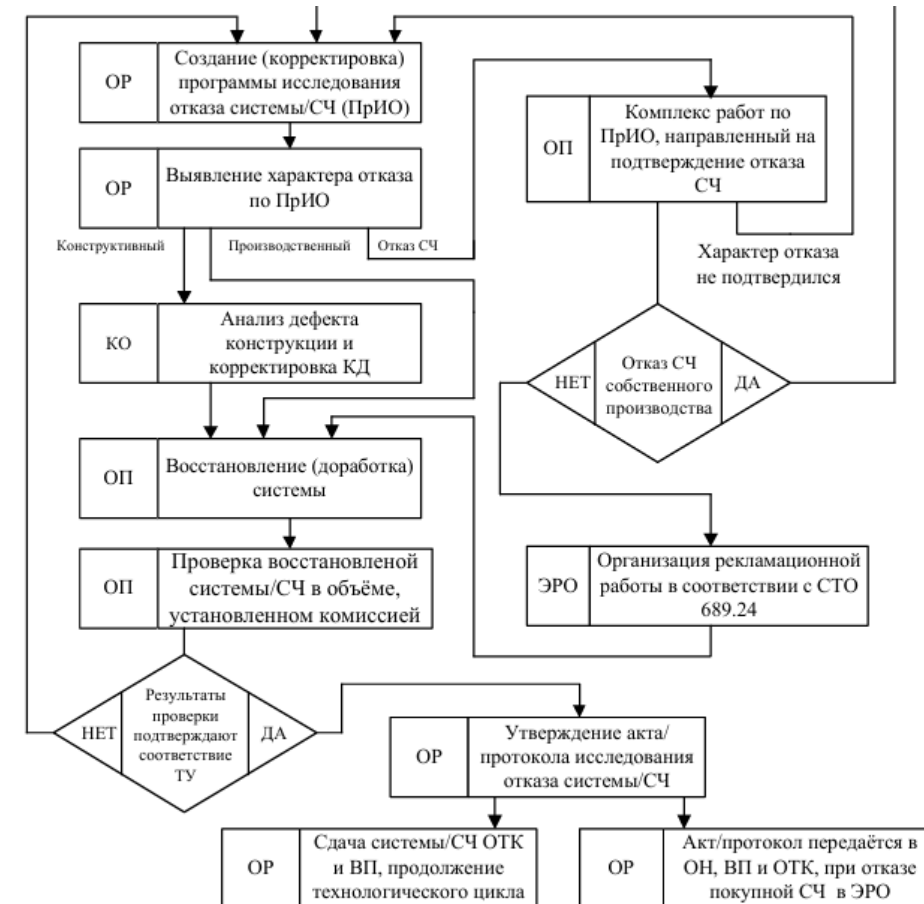 ОР
Создание (корректировка)
программы исследования
отказа системы/СЧ (ПрИО)
ОП
Комплекс работ по
ПрИО, направленный на
подтверждение отказа
СЧ
ОР
Выявление характера отказа
по ПрИО
Конструктивный
Производственный
Отказ СЧ
Характер отказа
не подтвердился
КО
Анализ дефекта
конструкции и
корректировка КД
НЕТ
Отказ СЧ
собственного
производства
ДА
ОП
Восстановление (доработка)
системы
ОП
Проверка восстановленой
системы/СЧ в объёме,
установленном комиссией
ЭРО
Организация рекламационной
работы в соответствии с СТО
689.24
НЕТ
Результаты
проверки
подтверждают
соответствие
ТУ
ДА
ОР
Утверждение акта/
протокола исследования
отказа системы/СЧ
ОР
Сдача системы/СЧ ОТК
и ВП, продолжение
технологического цикла
ОР
Акт/протокол передаётся в
ОН, ВП и ОТК, при отказе
покупной СЧ в ЭРО